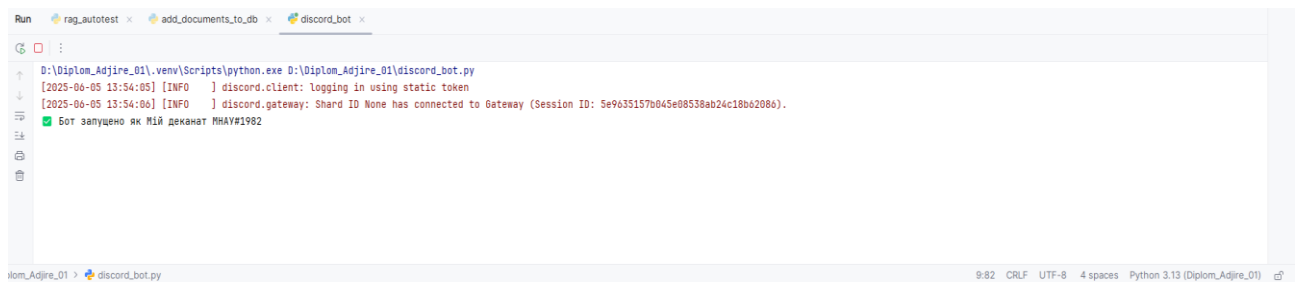 Run rag_autotest × add_documents_to_db × discord_bot ×
D:\Diplom_Adjire_01\.venv\Scripts\python.exe D:\Diplom_Adjire_01\discord_bot.py
[2025-06-05 13:54:05] [INFO    ] discord.client: logging in using static token
[2025-06-05 13:54:06] [INFO    ] discord.gateway: Shard ID None has connected to Gateway (Session ID: 5e9635157b045e08538ab24c18b62086).
✅ Бот запущено як Мій деканат МНАУ#1982
plom_Adjire_01 > discord_bot.py 9:82 CRLF UTF-8 4 spaces Python 3.13 (Diplom_Adjire_01)